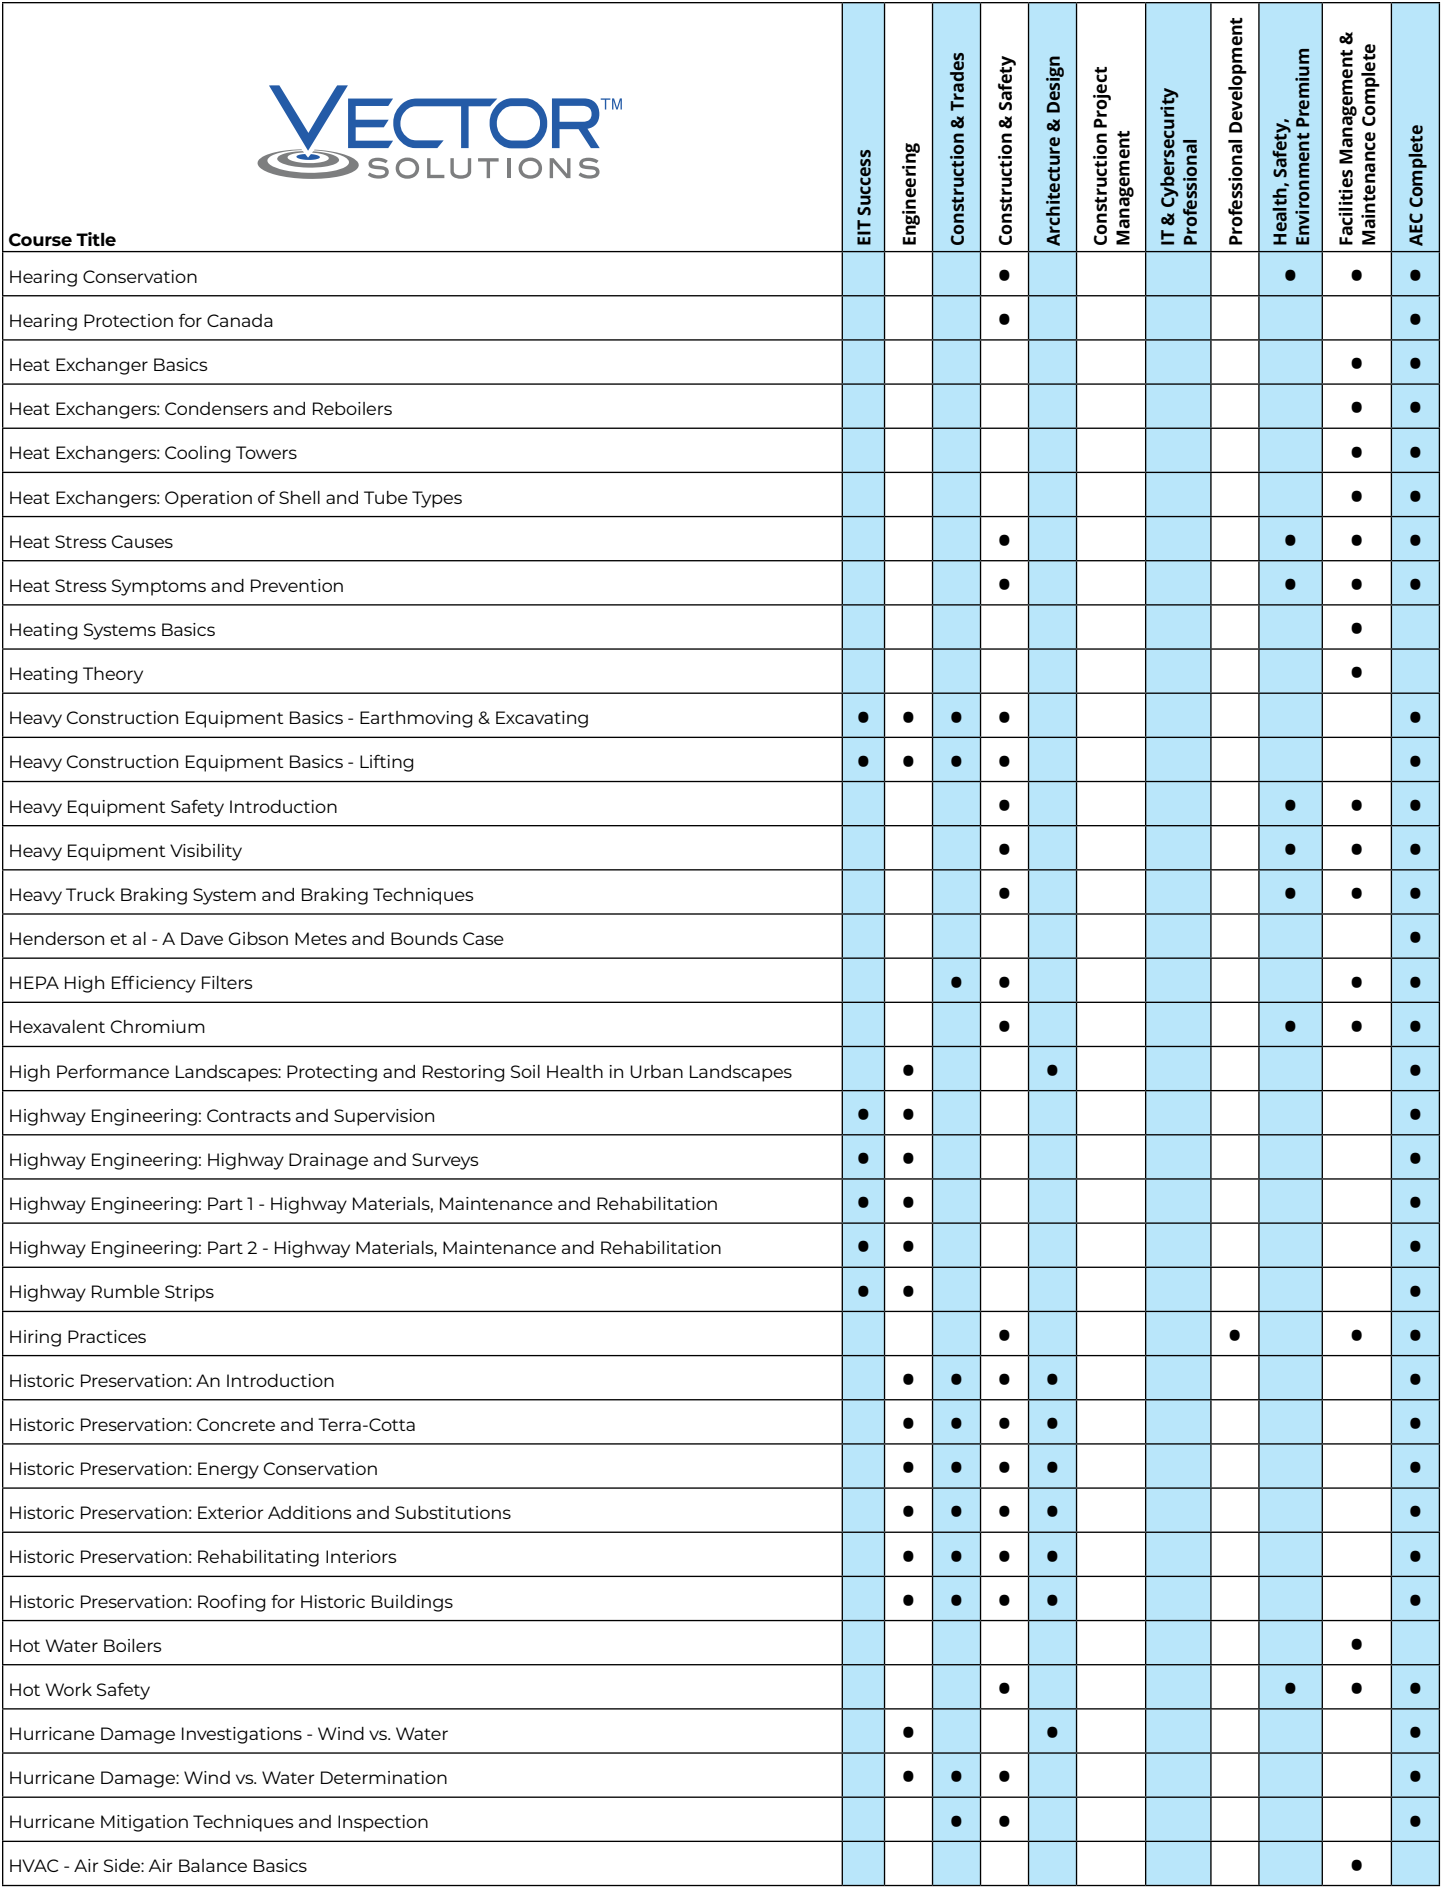 VECTOR™
SOLUTIONS
Course Title
EIT Success
Engineering
Construction & Trades
Construction & Safety
Architecture & Design
Construction Project
Management
IT & Cybersecurity
Professional
Professional Development
Health, Safety,
Environment Premium
Facilities Management &
Maintenance Complete
AEC Complete
Hearing Conservation • • • •
Hearing Protection for Canada • •
Heat Exchanger Basics • •
Heat Exchangers: Condensers and Reboilers • •
Heat Exchangers: Cooling Towers • •
Heat Exchangers: Operation of Shell and Tube Types • •
Heat Stress Causes • • • •
Heat Stress Symptoms and Prevention • • • •
Heating Systems Basics •
Heating Theory •
Heavy Construction Equipment Basics - Earthmoving & Excavating • • • • •
Heavy Construction Equipment Basics - Lifting • • • • •
Heavy Equipment Safety Introduction • • • •
Heavy Equipment Visibility • • • •
Heavy Truck Braking System and Braking Techniques • • • •
Henderson et al - A Dave Gibson Metes and Bounds Case •
HEPA High Efficiency Filters • • • •
Hexavalent Chromium • • • •
High Performance Landscapes: Protecting and Restoring Soil Health in Urban Landscapes • • •
Highway Engineering: Contracts and Supervision • • •
Highway Engineering: Highway Drainage and Surveys • • •
Highway Engineering: Part 1 - Highway Materials, Maintenance and Rehabilitation • • •
Highway Engineering: Part 2 - Highway Materials, Maintenance and Rehabilitation • • •
Highway Rumble Strips • • •
Hiring Practices • • • •
Historic Preservation: An Introduction • • • • •
Historic Preservation: Concrete and Terra-Cotta • • • • •
Historic Preservation: Energy Conservation • • • • •
Historic Preservation: Exterior Additions and Substitutions • • • • •
Historic Preservation: Rehabilitating Interiors • • • • •
Historic Preservation: Roofing for Historic Buildings • • • • •
Hot Water Boilers •
Hot Work Safety • • • •
Hurricane Damage Investigations - Wind vs. Water • • •
Hurricane Damage: Wind vs. Water Determination • • • •
Hurricane Mitigation Techniques and Inspection • • •
HVAC - Air Side: Air Balance Basics •